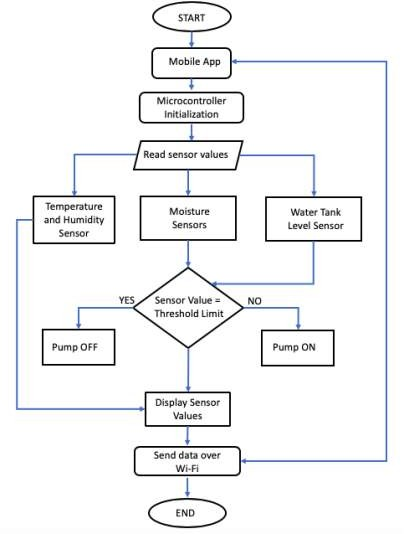 START
Mobile App
Microcontroller
Initialization
Read sensor values
Temperature
and Humidity
Sensor
Moisture
Sensors
Water Tank
Level Sensor
YES
Sensor Value =
Threshold Limit
NO
Pump OFF
Pump ON
Display Sensor
Values
Send data over
Wi-Fi
END